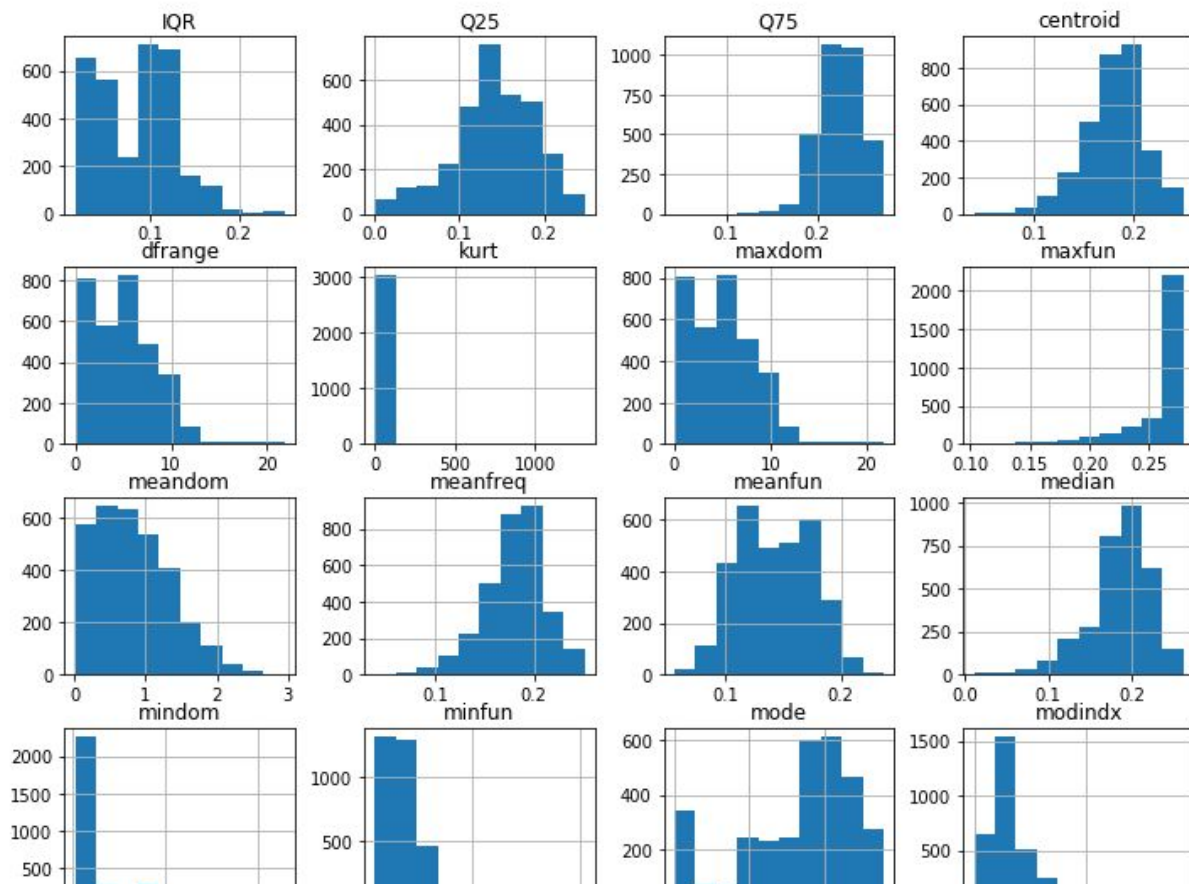 IQR Q25 Q75 centroid
600 400 200 0
0.1 0.2
600 400 200 0
0.0 0.1 0.2
1000 750 500 250 0
0.1 0.2
800 600 400 200 0
0.1 0.2
dfrange kurt maxdom maxfun
800 600 400 200 0
0 10 20
3000 2000 1000 0
0 500 1000
800 600 400 200 0
0 10 20
2000 1500 1000 500 0
0.10 0.15 0.20 0.25
meandom meanfreq meanfun median
600 400 200 0
0 1 2 3
800 600 400 200 0
0.1 0.2
600 400 200 0
0.1 0.2
1000 750 500 250 0
0.0 0.1 0.2
mindom minfun mode modindx
2000 1500 1000 500
1000 500
600 400 200
1500 1000 500